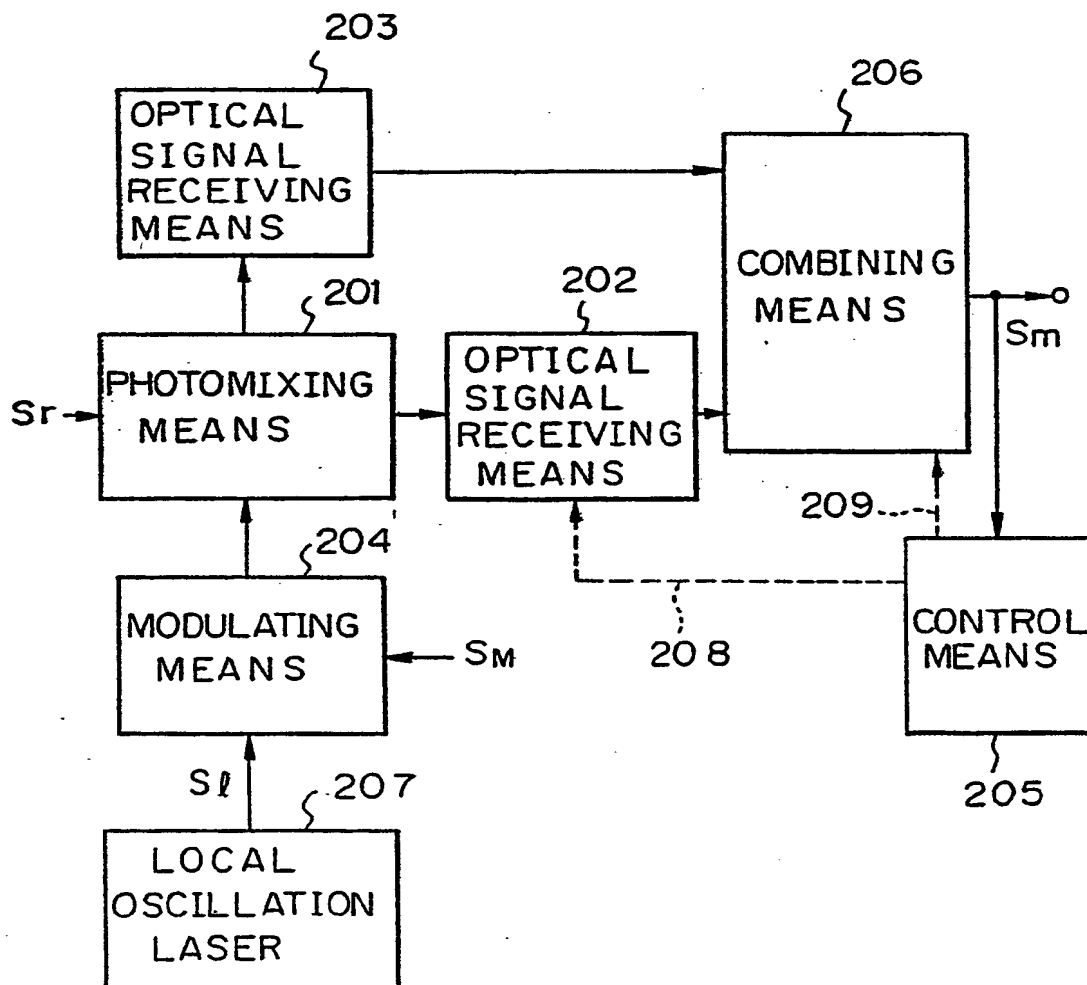 203
OPTICAL
SIGNAL
RECEIVING
MEANS
206
COMBINING
MEANS
Sm
201
PHOTOMIXING
MEANS
Sr
202
OPTICAL
SIGNAL
RECEIVING
MEANS
209
208
204
MODULATING
MEANS
SM
CONTROL
MEANS
205
Sℓ
207
LOCAL
OSCILLATION
LASER